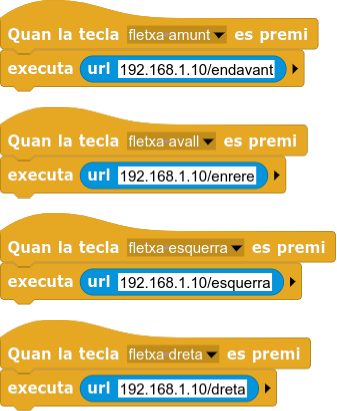 Quan la tecla fletxa amunt es premi
executa url 192.168.1.10/endavant
Quan la tecla fletxa avall es premi
executa url 192.168.1.10/enrere
Quan la tecla fletxa esquerra es premi
executa url 192.168.1.10/esquerra
Quan la tecla fletxa dreta es premi
executa url 192.168.1.10/dreta